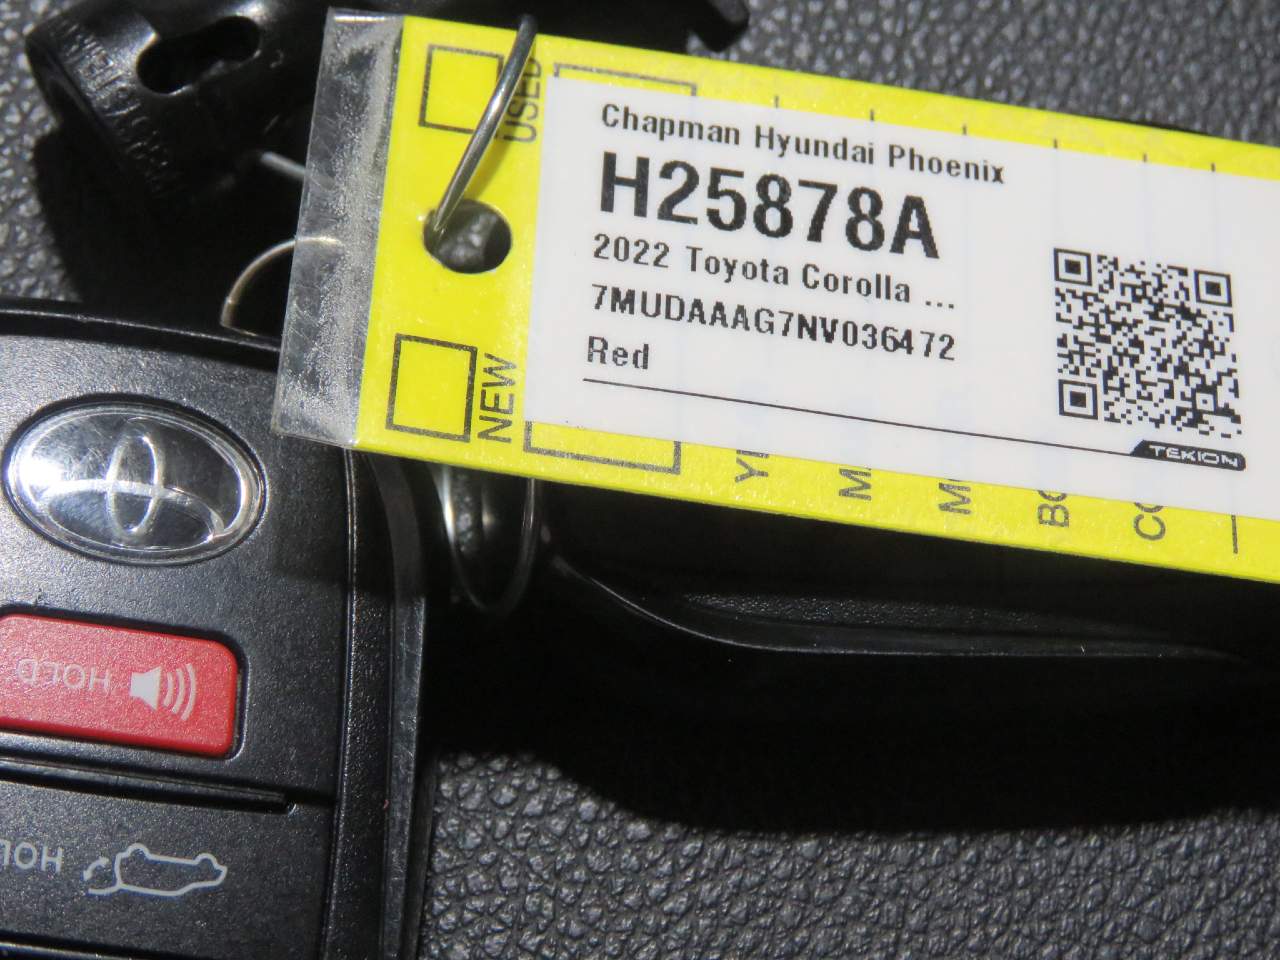 USED
Chapman Hyundai Phoenix
H25878A
2022 Toyota Corolla ...
7MUDAAAG7NV036472
Red
TEKION
NEW
HOLD